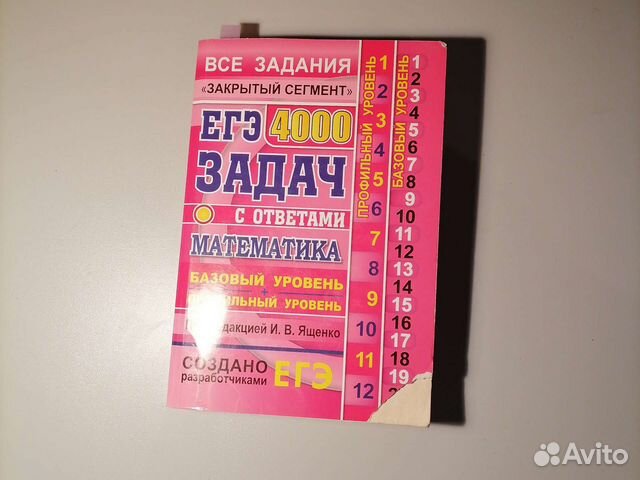 ВСЕ ЗАДАНИЯ
«ЗАКРЫТЫЙ СЕГМЕНТ»
ЕГЭ 4000
ЗАДАЧ
С ОТВЕТАМИ
МАТЕМАТИКА
БАЗОВЫЙ УРОВЕНЬ
+
УРОВЕНЬ
И. В. Ященко
СОЗДАНО
разработчиками ЕГЭ
ПРОФИЛЬНЫЙ УРОВЕНЬ
1
2
3
4
5
6
7
8
9
10
11
12
БАЗОВЫЙ УРОВЕНЬ
1
2
3
4
5
6
7
8
9
10
11
12
13
14
15
16
17
18
19
Avito